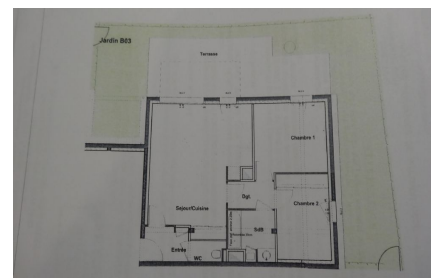 Jardin B03
Terrasse
Chambre 1
Dgt
Chambre 2
Séjour/Cuisine
SdB
Entrée
WC